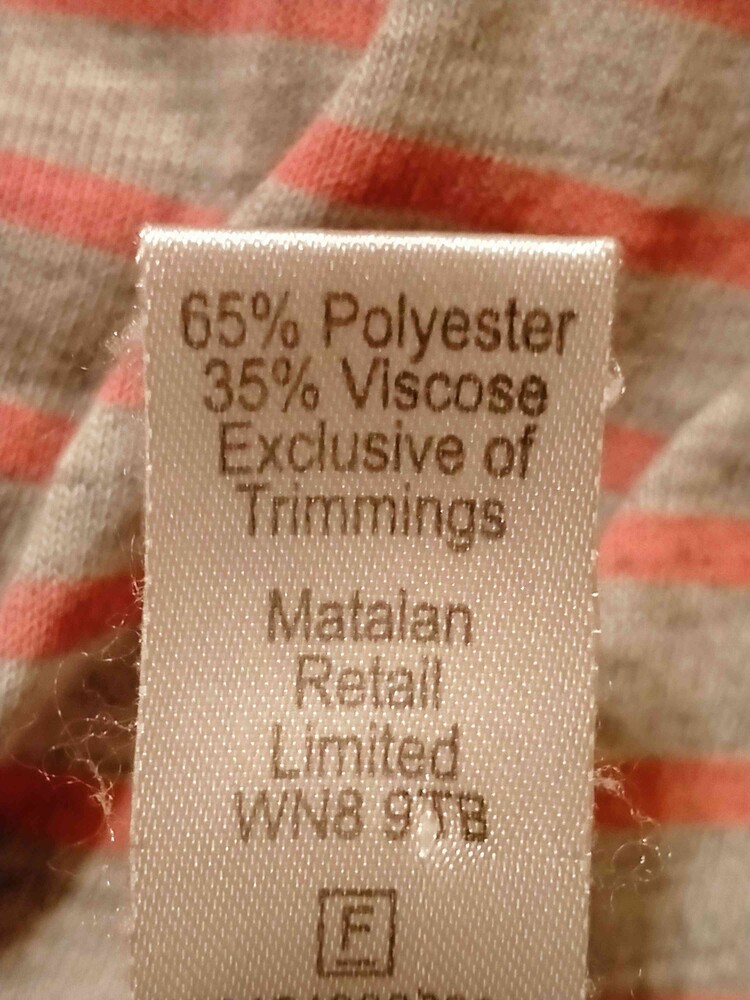 65% Polyester
35% Viscose
Exclusive of
Trimmings
Matalan
Retail
Limited
WN8 9TB
F